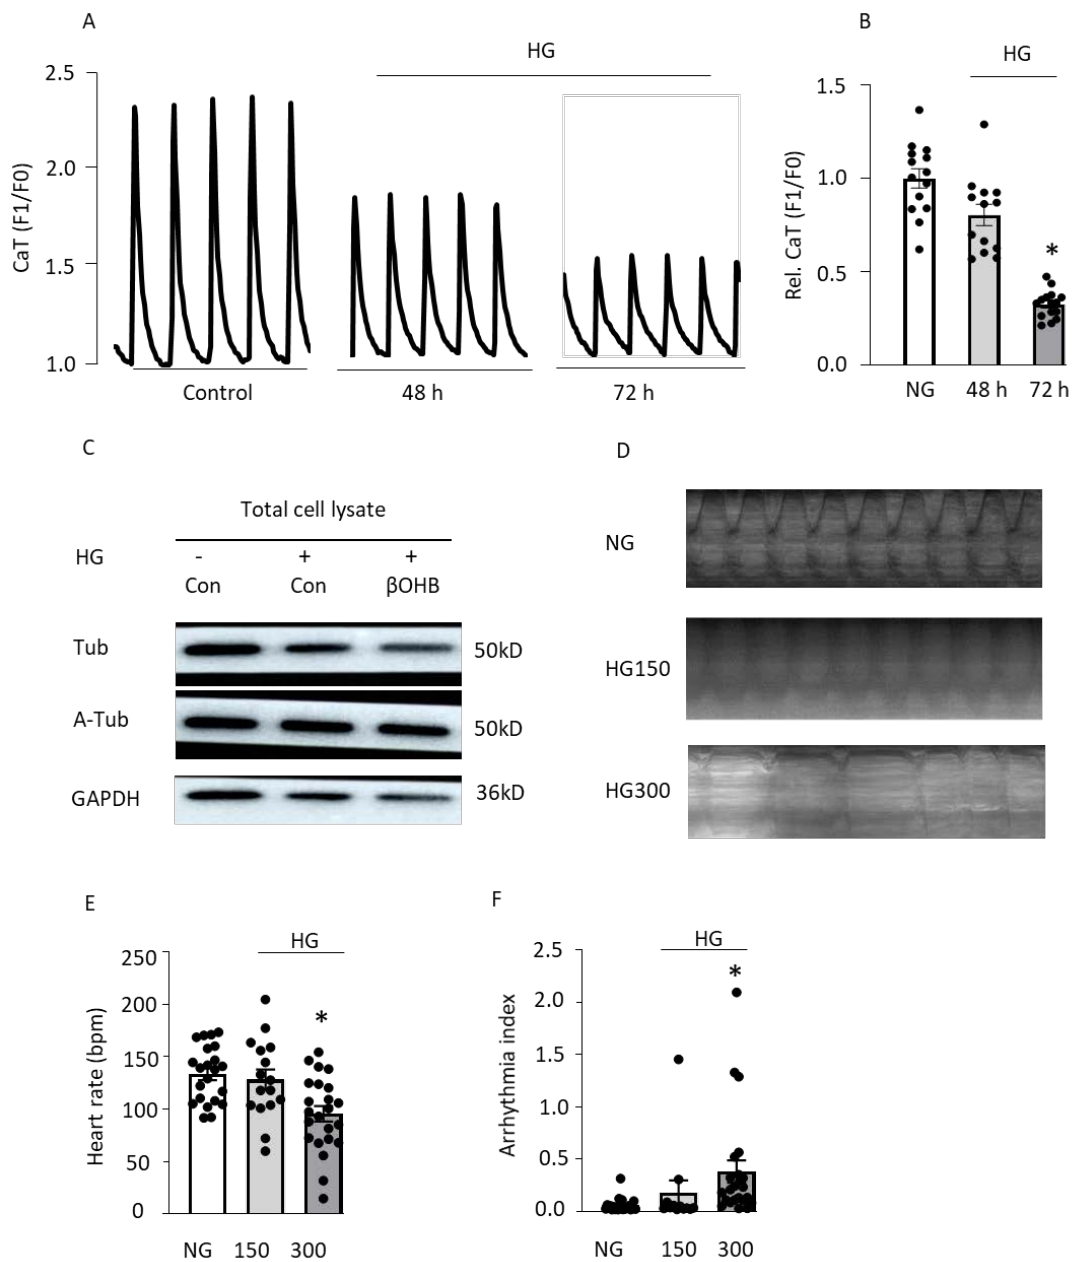 A
HG
CaT (F1/F0)
2.5
2.0
1.5
1.0
Control
48 h
72 h
B
HG
Rel. CaT (F1/F0)
1.5
1.0
0.5
0.0
*
NG
48 h
72 h
C
Total cell lysate
HG - + +
Con Con βOHB
Tub 50kD
A-Tub 50kD
GAPDH 36kD
D
NG
HG150
HG300
E
HG
Heart rate (bpm)
250
200
150
100
50
0
*
NG 150 300
F
HG
Arrhythmia index
2.5
2.0
1.5
1.0
0.5
0.0
*
NG 150 300